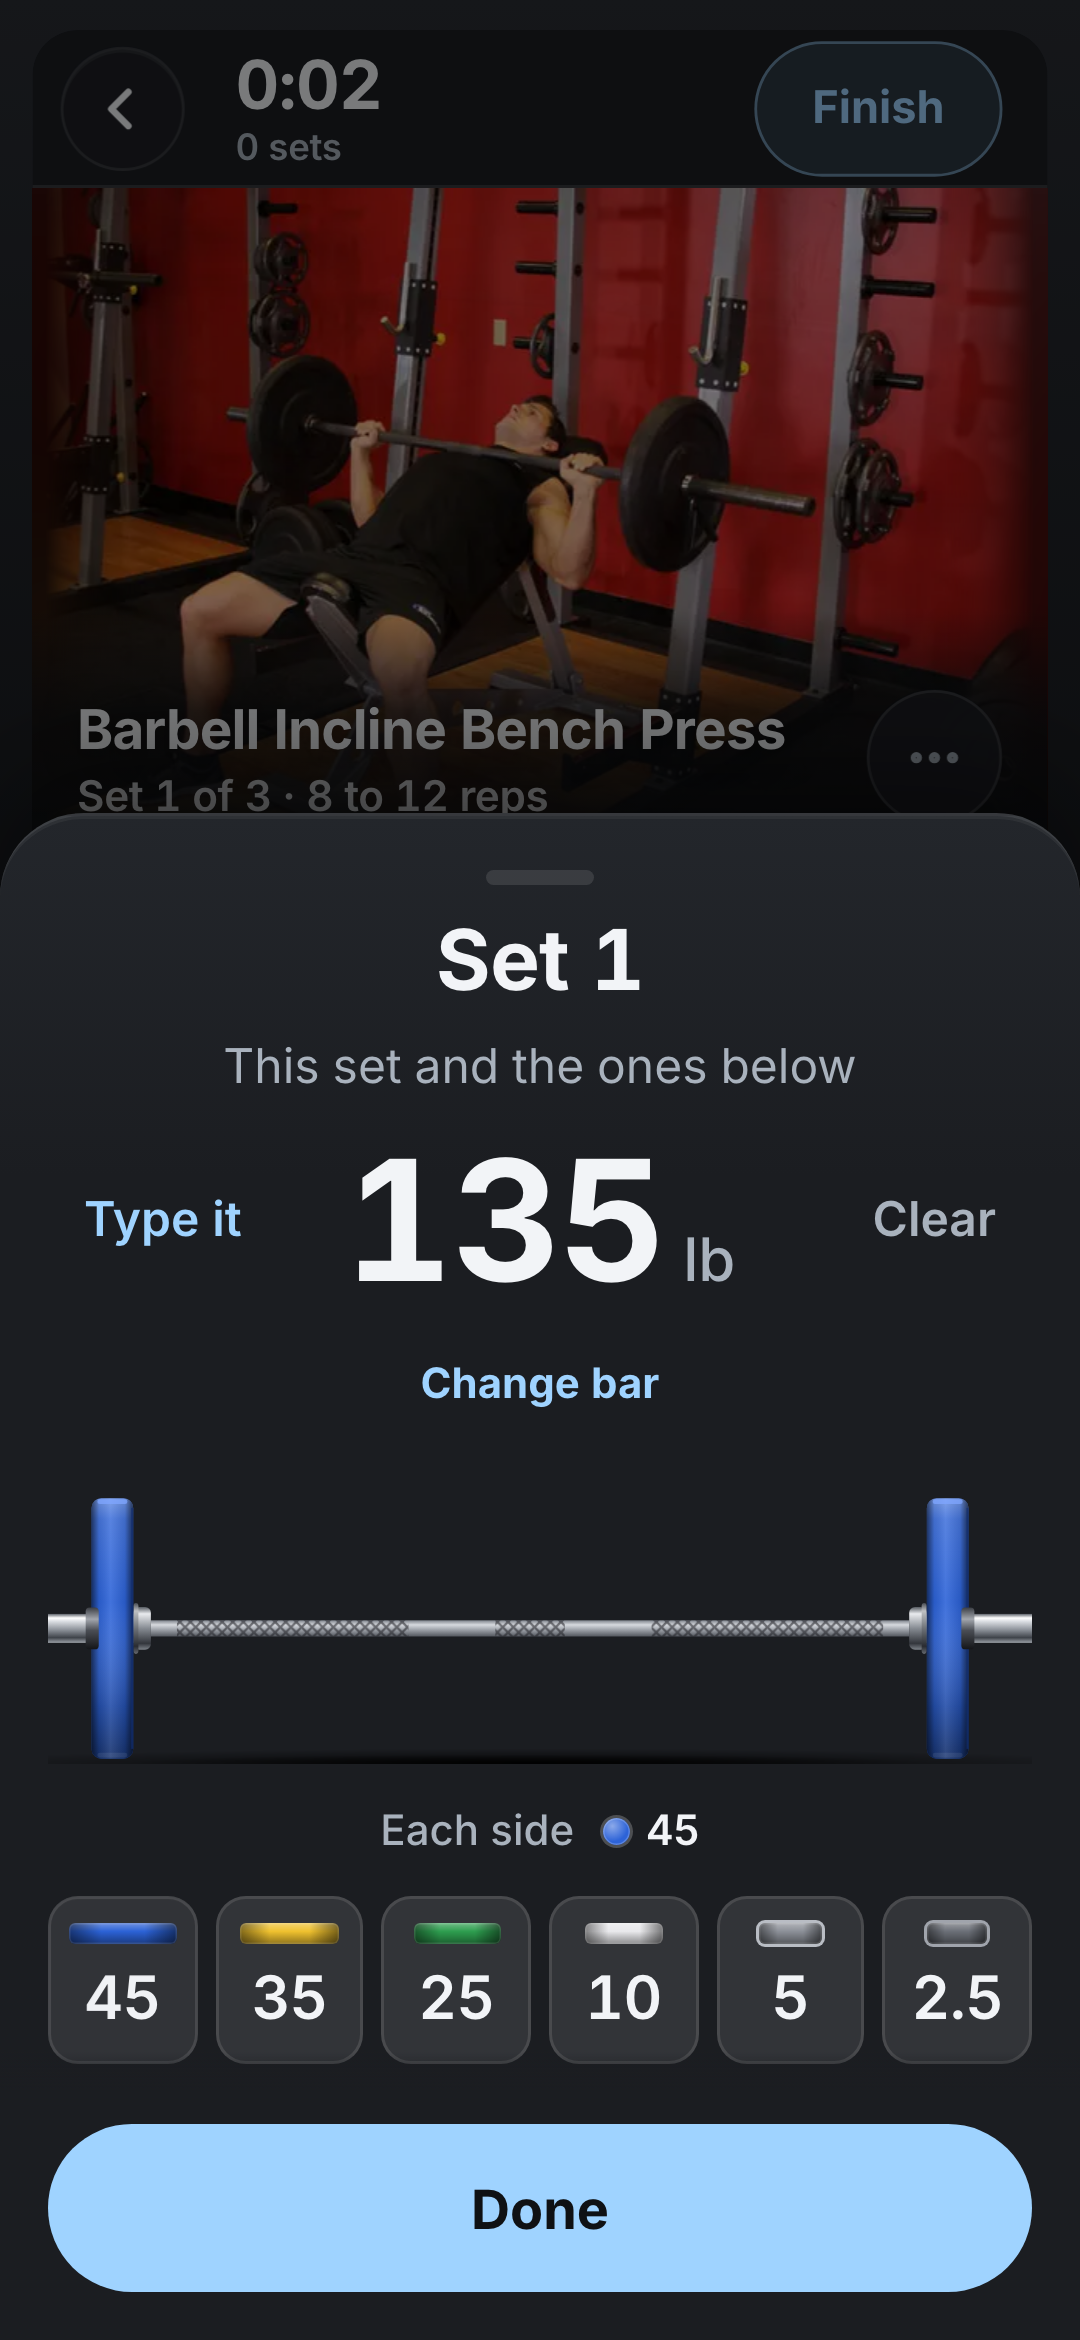 0:02
0 sets
Finish
Barbell Incline Bench Press
Set 1 of 3 · 8 to 12 reps
Set 1
This set and the ones below
Type it
135 lb
Clear
Change bar
Each side 45
45 35 25 10 5 2.5
Done